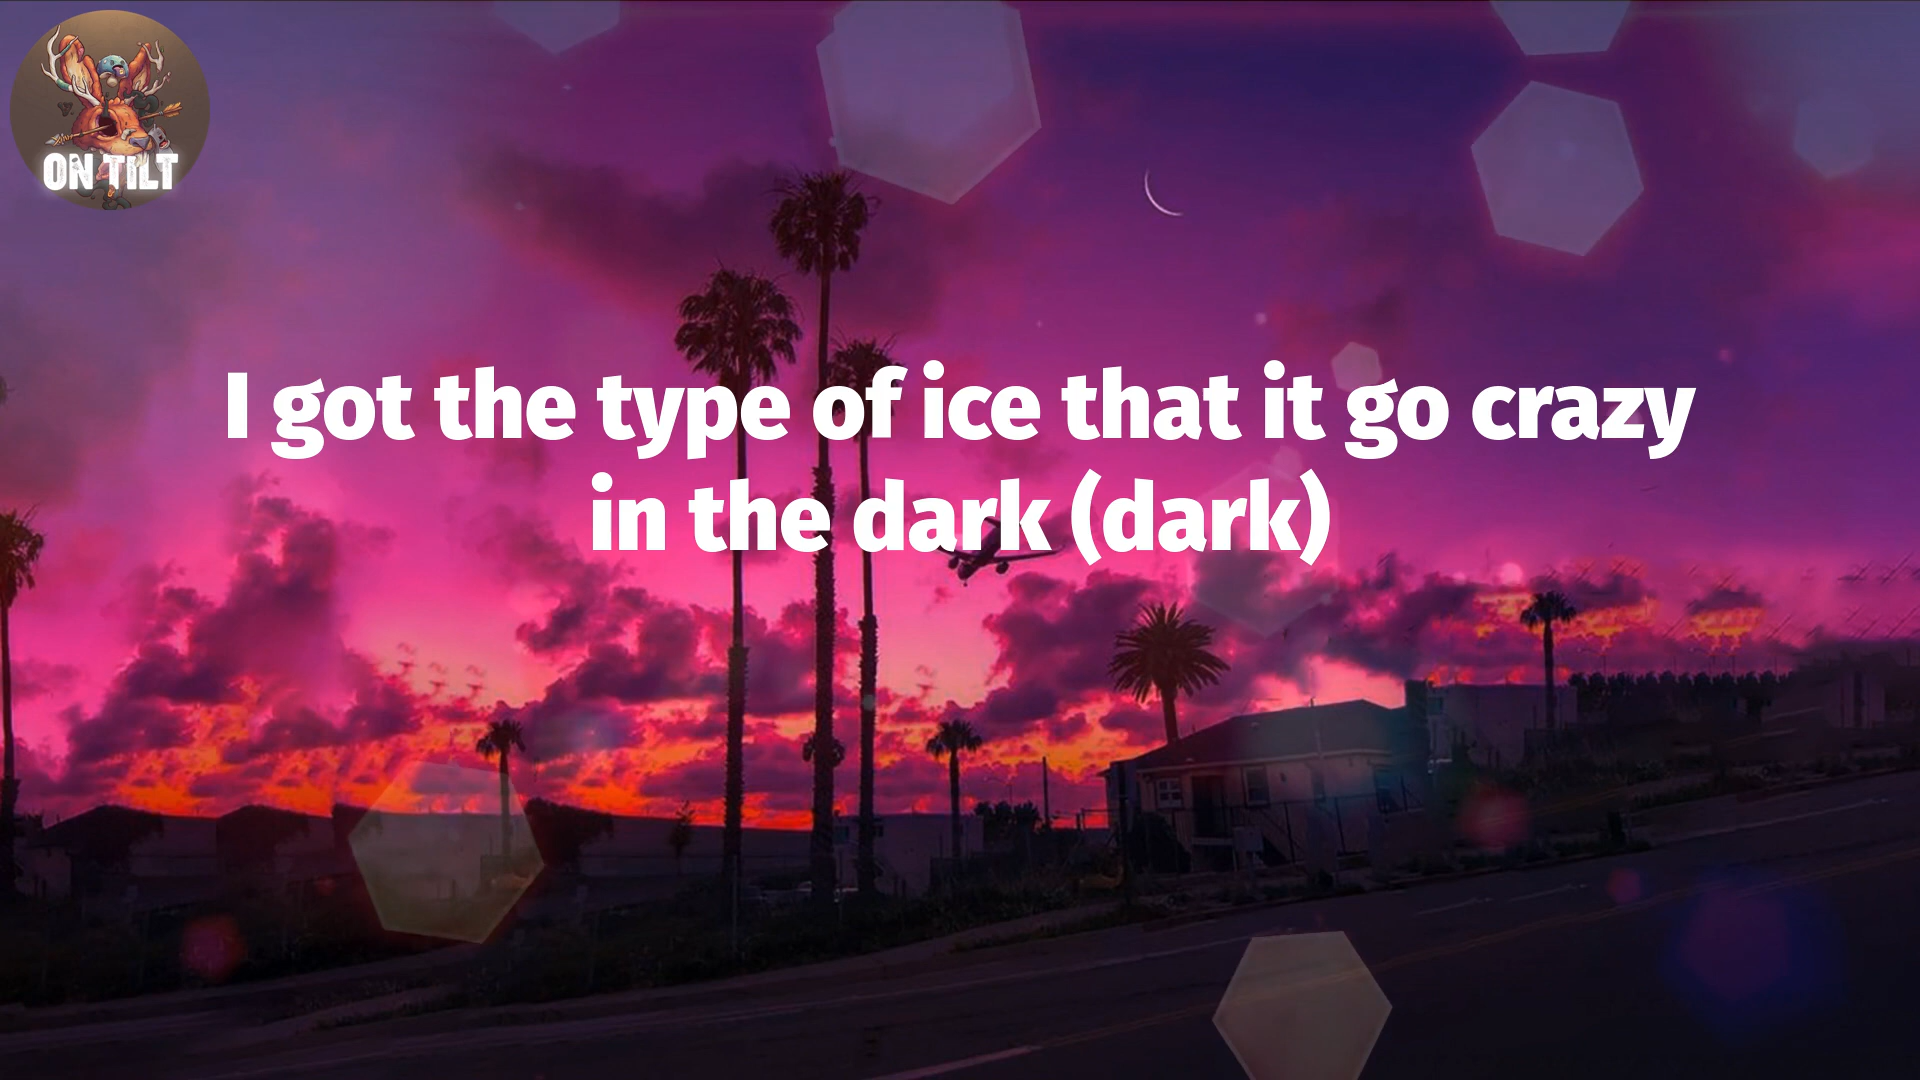 ON TILT
I got the type of ice that it go crazy
in the dark (dark)